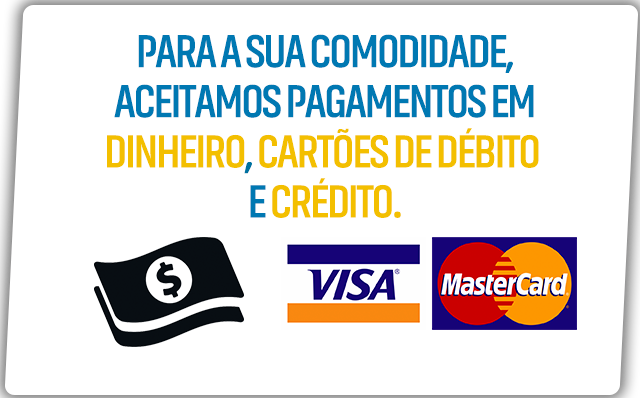 PARA A SUA COMODIDADE,
ACEITAMOS PAGAMENTOS EM
DINHEIRO, CARTÕES DE DÉBITO
E CRÉDITO.
$
VISA®
MasterCard